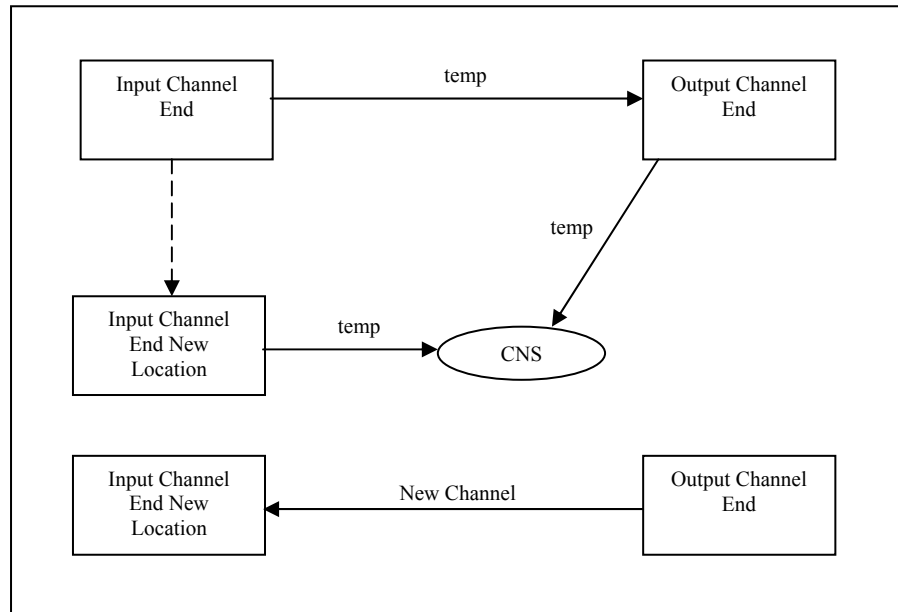 Input Channel
End
temp
Output Channel
End
temp
Input Channel
End New
Location
temp
CNS
Input Channel
End New
Location
New Channel
Output Channel
End